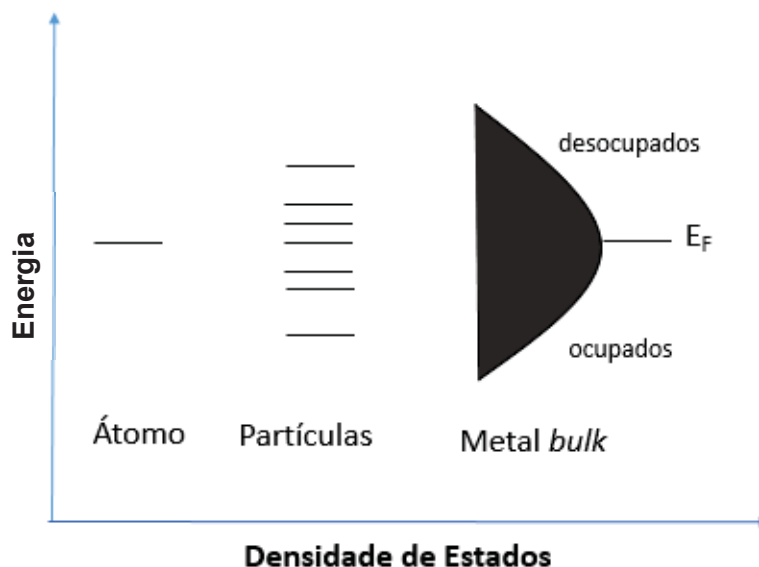 Energia
desocupados
E_F
ocupados
Átomo
Partículas
Metal bulk
Densidade de Estados